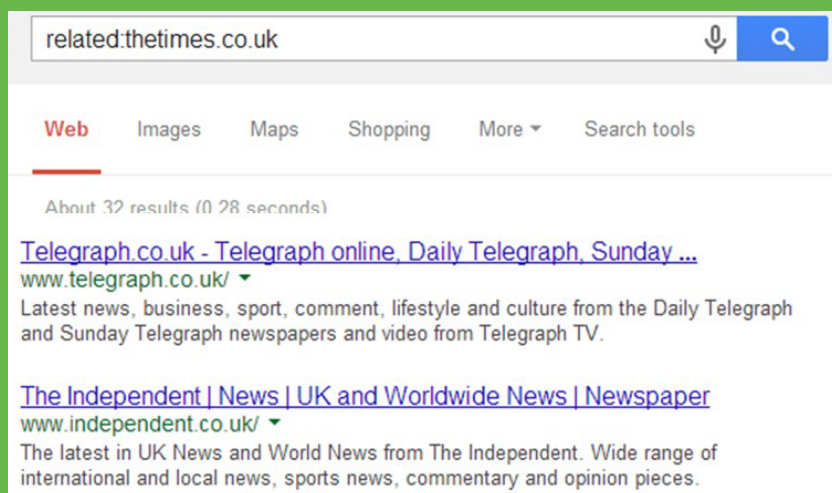 related:thetimes.co.uk
Web Images Maps Shopping More Search tools
About 32 results (0.28 seconds)
Telegraph.co.uk - Telegraph online, Daily Telegraph, Sunday ...
www.telegraph.co.uk/
Latest news, business, sport, comment, lifestyle and culture from the Daily Telegraph
and Sunday Telegraph newspapers and video from Telegraph TV.
The Independent | News | UK and Worldwide News | Newspaper
www.independent.co.uk/
The latest in UK News and World News from The Independent. Wide range of
international and local news, sports news, commentary and opinion pieces.